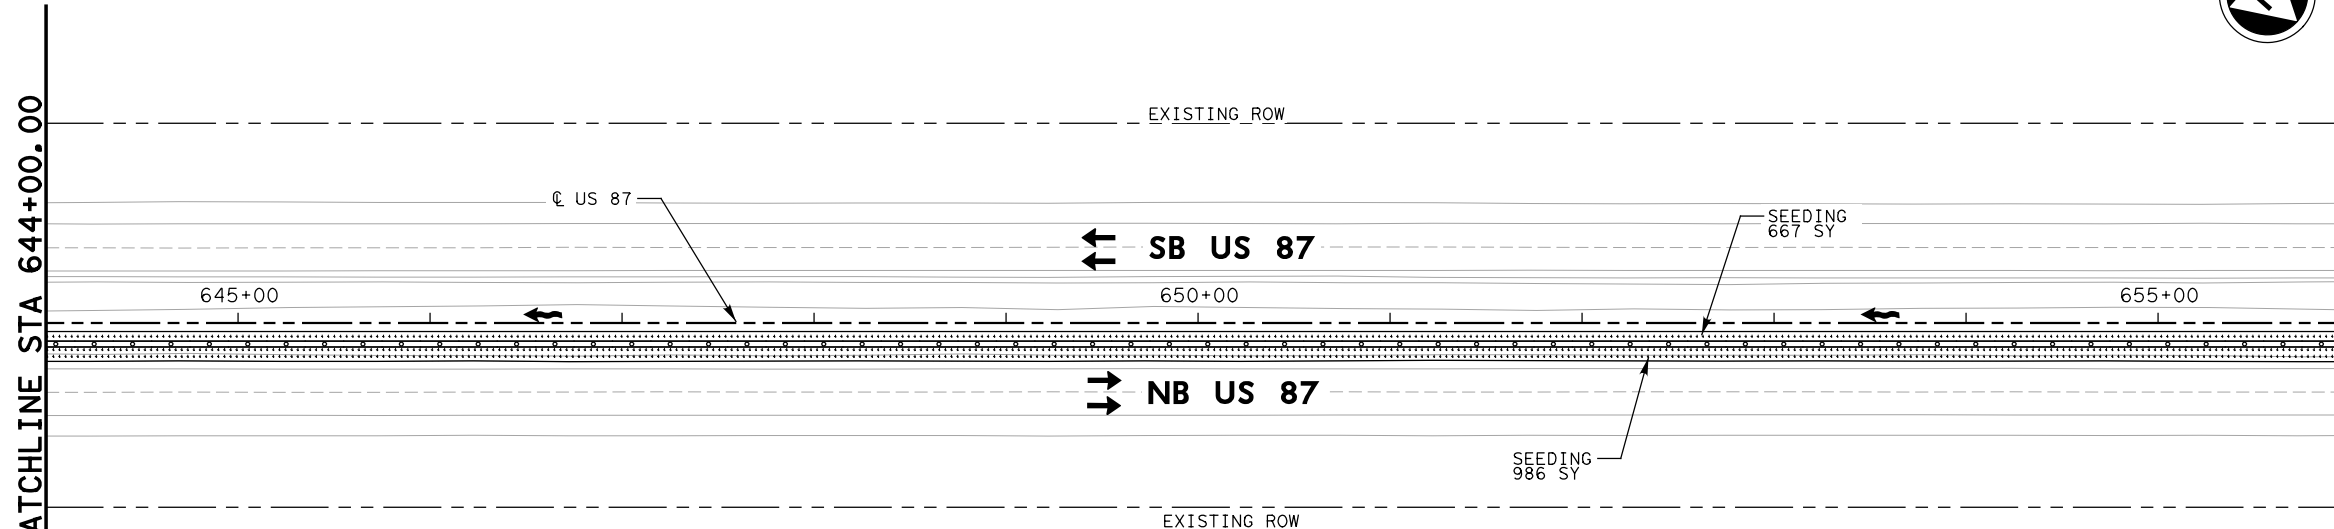 EXISTING ROW
℄ US 87
SEEDING
667 SY
SB US 87
645+00
650+00
655+00
NB US 87
SEEDING
986 SY
EXISTING ROW
ATCHLINE STA 644+00.00